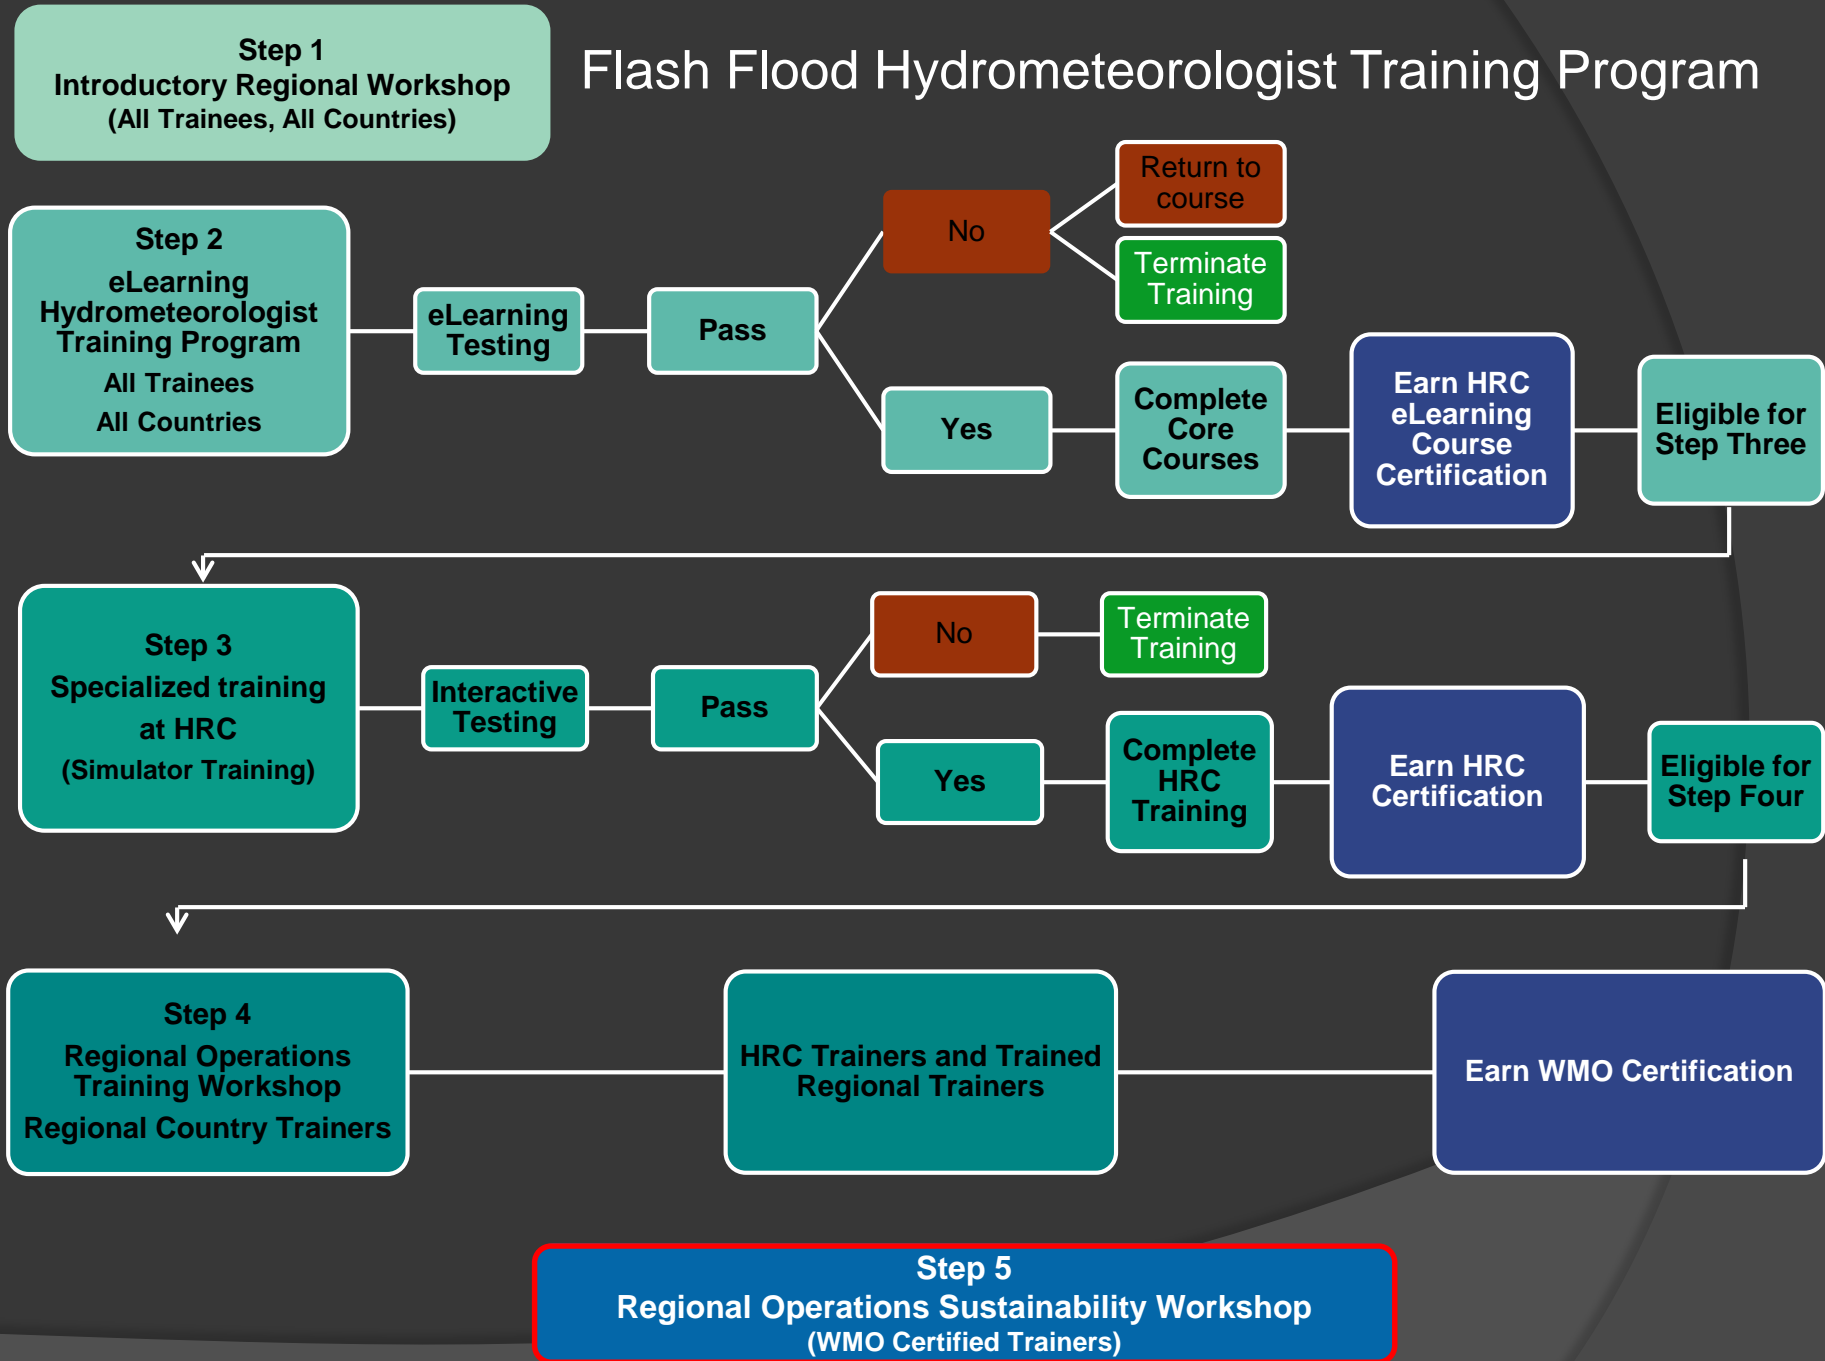 Step 1
Introductory Regional Workshop
(All Trainees, All Countries)
Flash Flood Hydrometeorologist Training Program
Step 2
eLearning
Hydrometeorologist
Training Program
All Trainees
All Countries
eLearning
Testing
Pass
No
Return to
course
Terminate
Training
Yes
Complete
Core
Courses
Earn HRC
eLearning
Course
Certification
Eligible for
Step Three
Step 3
Specialized training
at HRC
(Simulator Training)
Interactive
Testing
Pass
No
Terminate
Training
Yes
Complete
HRC
Training
Earn HRC
Certification
Eligible for
Step Four
Step 4
Regional Operations
Training Workshop
Regional Country Trainers
HRC Trainers and Trained
Regional Trainers
Earn WMO Certification
Step 5
Regional Operations Sustainability Workshop
(WMO Certified Trainers)